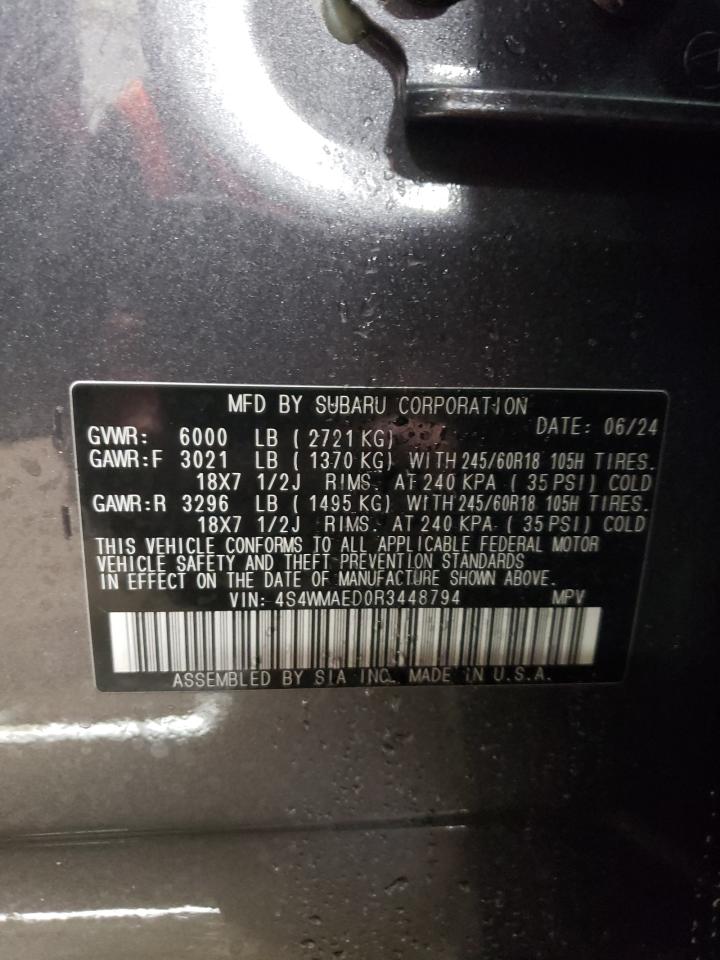 MFD BY SUBARU CORPORATION
DATE: 06/24
GVWR: 6000 LB ( 2721 KG)
GAWR:F 3021 LB ( 1370 KG) WITH 245/60R18 105H TIRES.
18X7 1/2J RIMS. AT 240 KPA ( 35 PSI) COLD
GAWR:R 3296 LB ( 1495 KG) WITH 245/60R18 105H TIRES.
18X7 1/2J RIMS. AT 240 KPA ( 35 PSI) COLD
THIS VEHICLE CONFORMS TO ALL APPLICABLE FEDERAL MOTOR
VEHICLE SAFETY AND THEFT PREVENTION STANDARDS
IN EFFECT ON THE DATE OF MANUFACTURE SHOWN ABOVE.
VIN: 4S4WMAED0R3448794 MPV
ASSEMBLED BY SIA INC. MADE IN U.S.A.